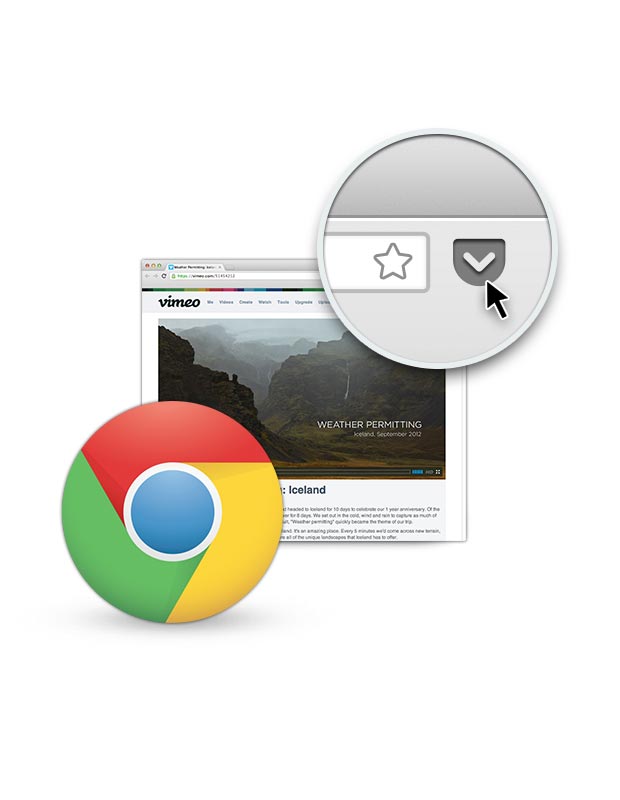 Weather Permitting: Icela
https://vimeo.com/51454212
vimeo Me Videos Create Watch Tools Upgrade
WEATHER PERMITTING
Iceland, September 2012
HD
: Iceland
headed to Iceland for 10 days to celebrate our 1 year anniversary. Of the
for 8 days. We set out in the cold, wind and rain to capture as much of
"Weather permitting" quickly became the theme of our trip.
It's an amazing place. Every 5 minutes we'd come across new terrain,
all of the unique landscapes that Iceland has to offer.